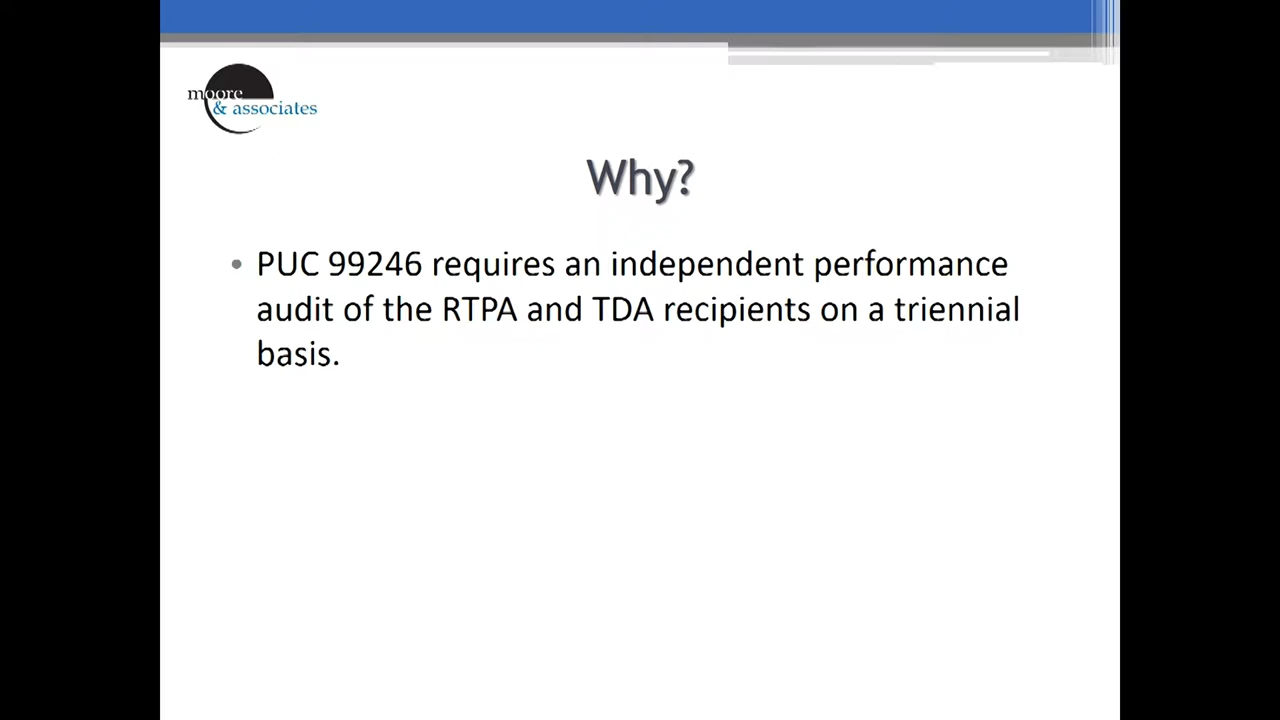 moore
& associates
Why?
• PUC 99246 requires an independent performance
audit of the RTPA and TDA recipients on a triennial
basis.